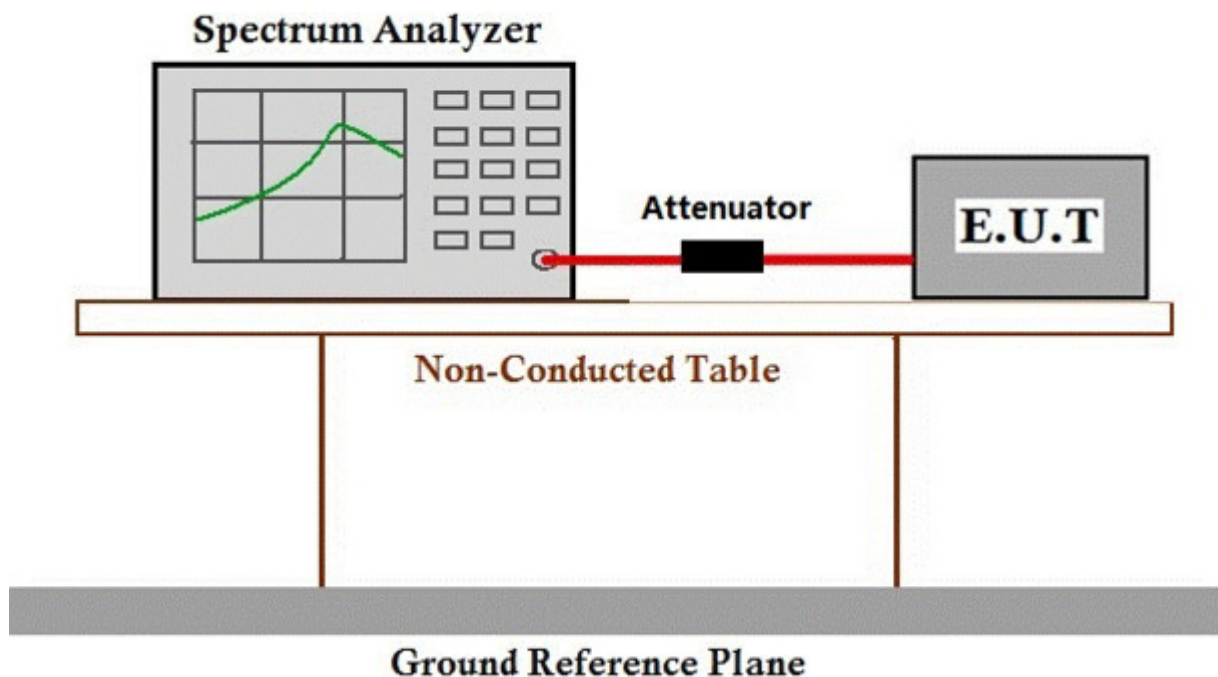 Spectrum Analyzer
Attenuator
E.U.T
Non-Conducted Table
Ground Reference Plane